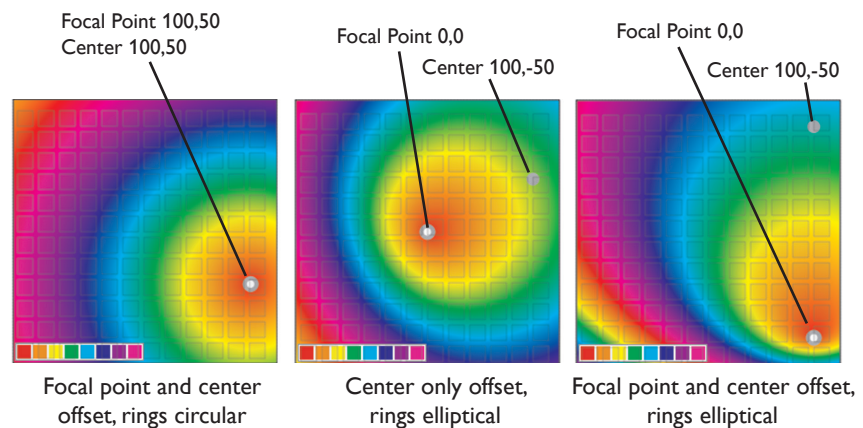 Focal Point 100,50
Center 100,50
Focal Point 0,0
Center 100,-50
Focal Point 0,0
Center 100,-50
Focal point and center
offset, rings circular
Center only offset,
rings elliptical
Focal point and center offset,
rings elliptical